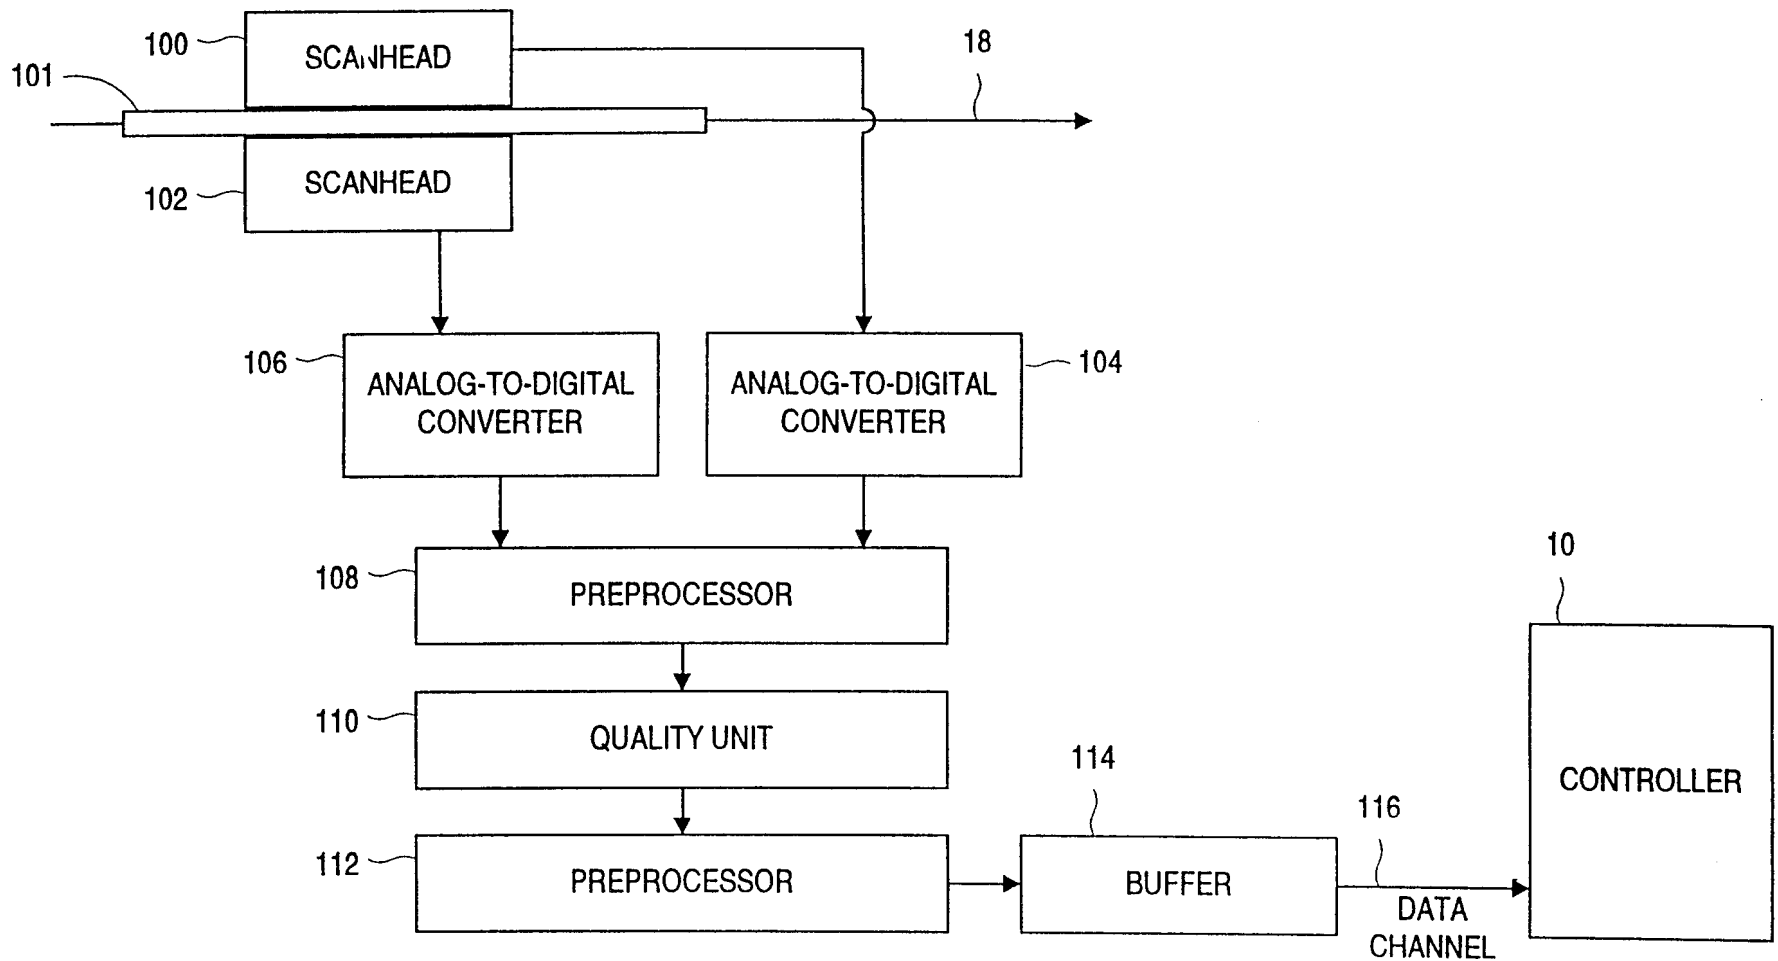 100
SCANHEAD
18
101
SCANHEAD
102
106
ANALOG-TO-DIGITAL
CONVERTER
ANALOG-TO-DIGITAL
CONVERTER
104
108
PREPROCESSOR
10
110
QUALITY UNIT
114
CONTROLLER
116
112
PREPROCESSOR
BUFFER
DATA
CHANNEL